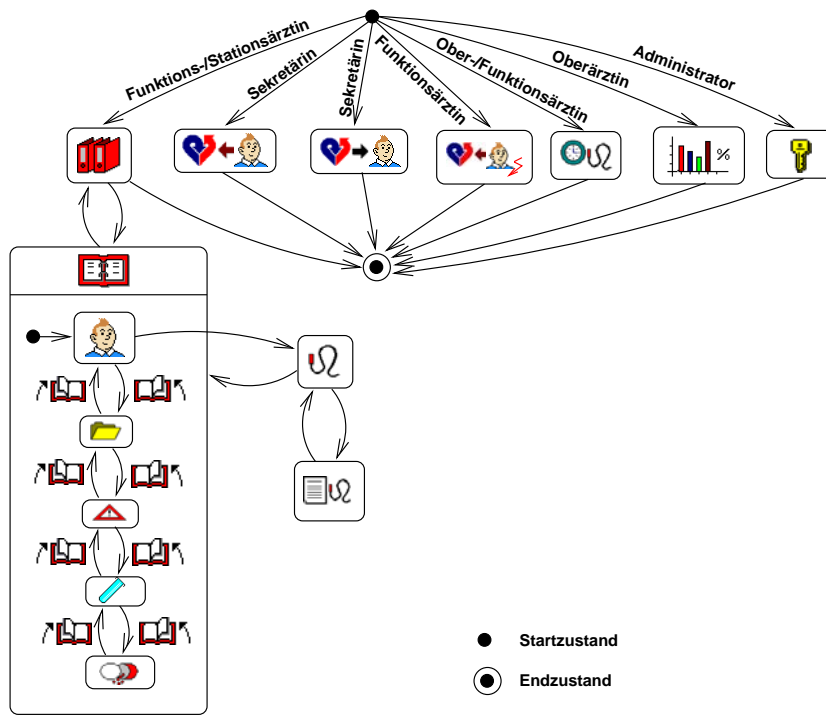 Funktions-/Stationsärztin
Sekretärin
Sekretärin
Funktionsärztin
Ober-/Funktionsärztin
Oberärztin
Administrator
%
Startzustand
Endzustand